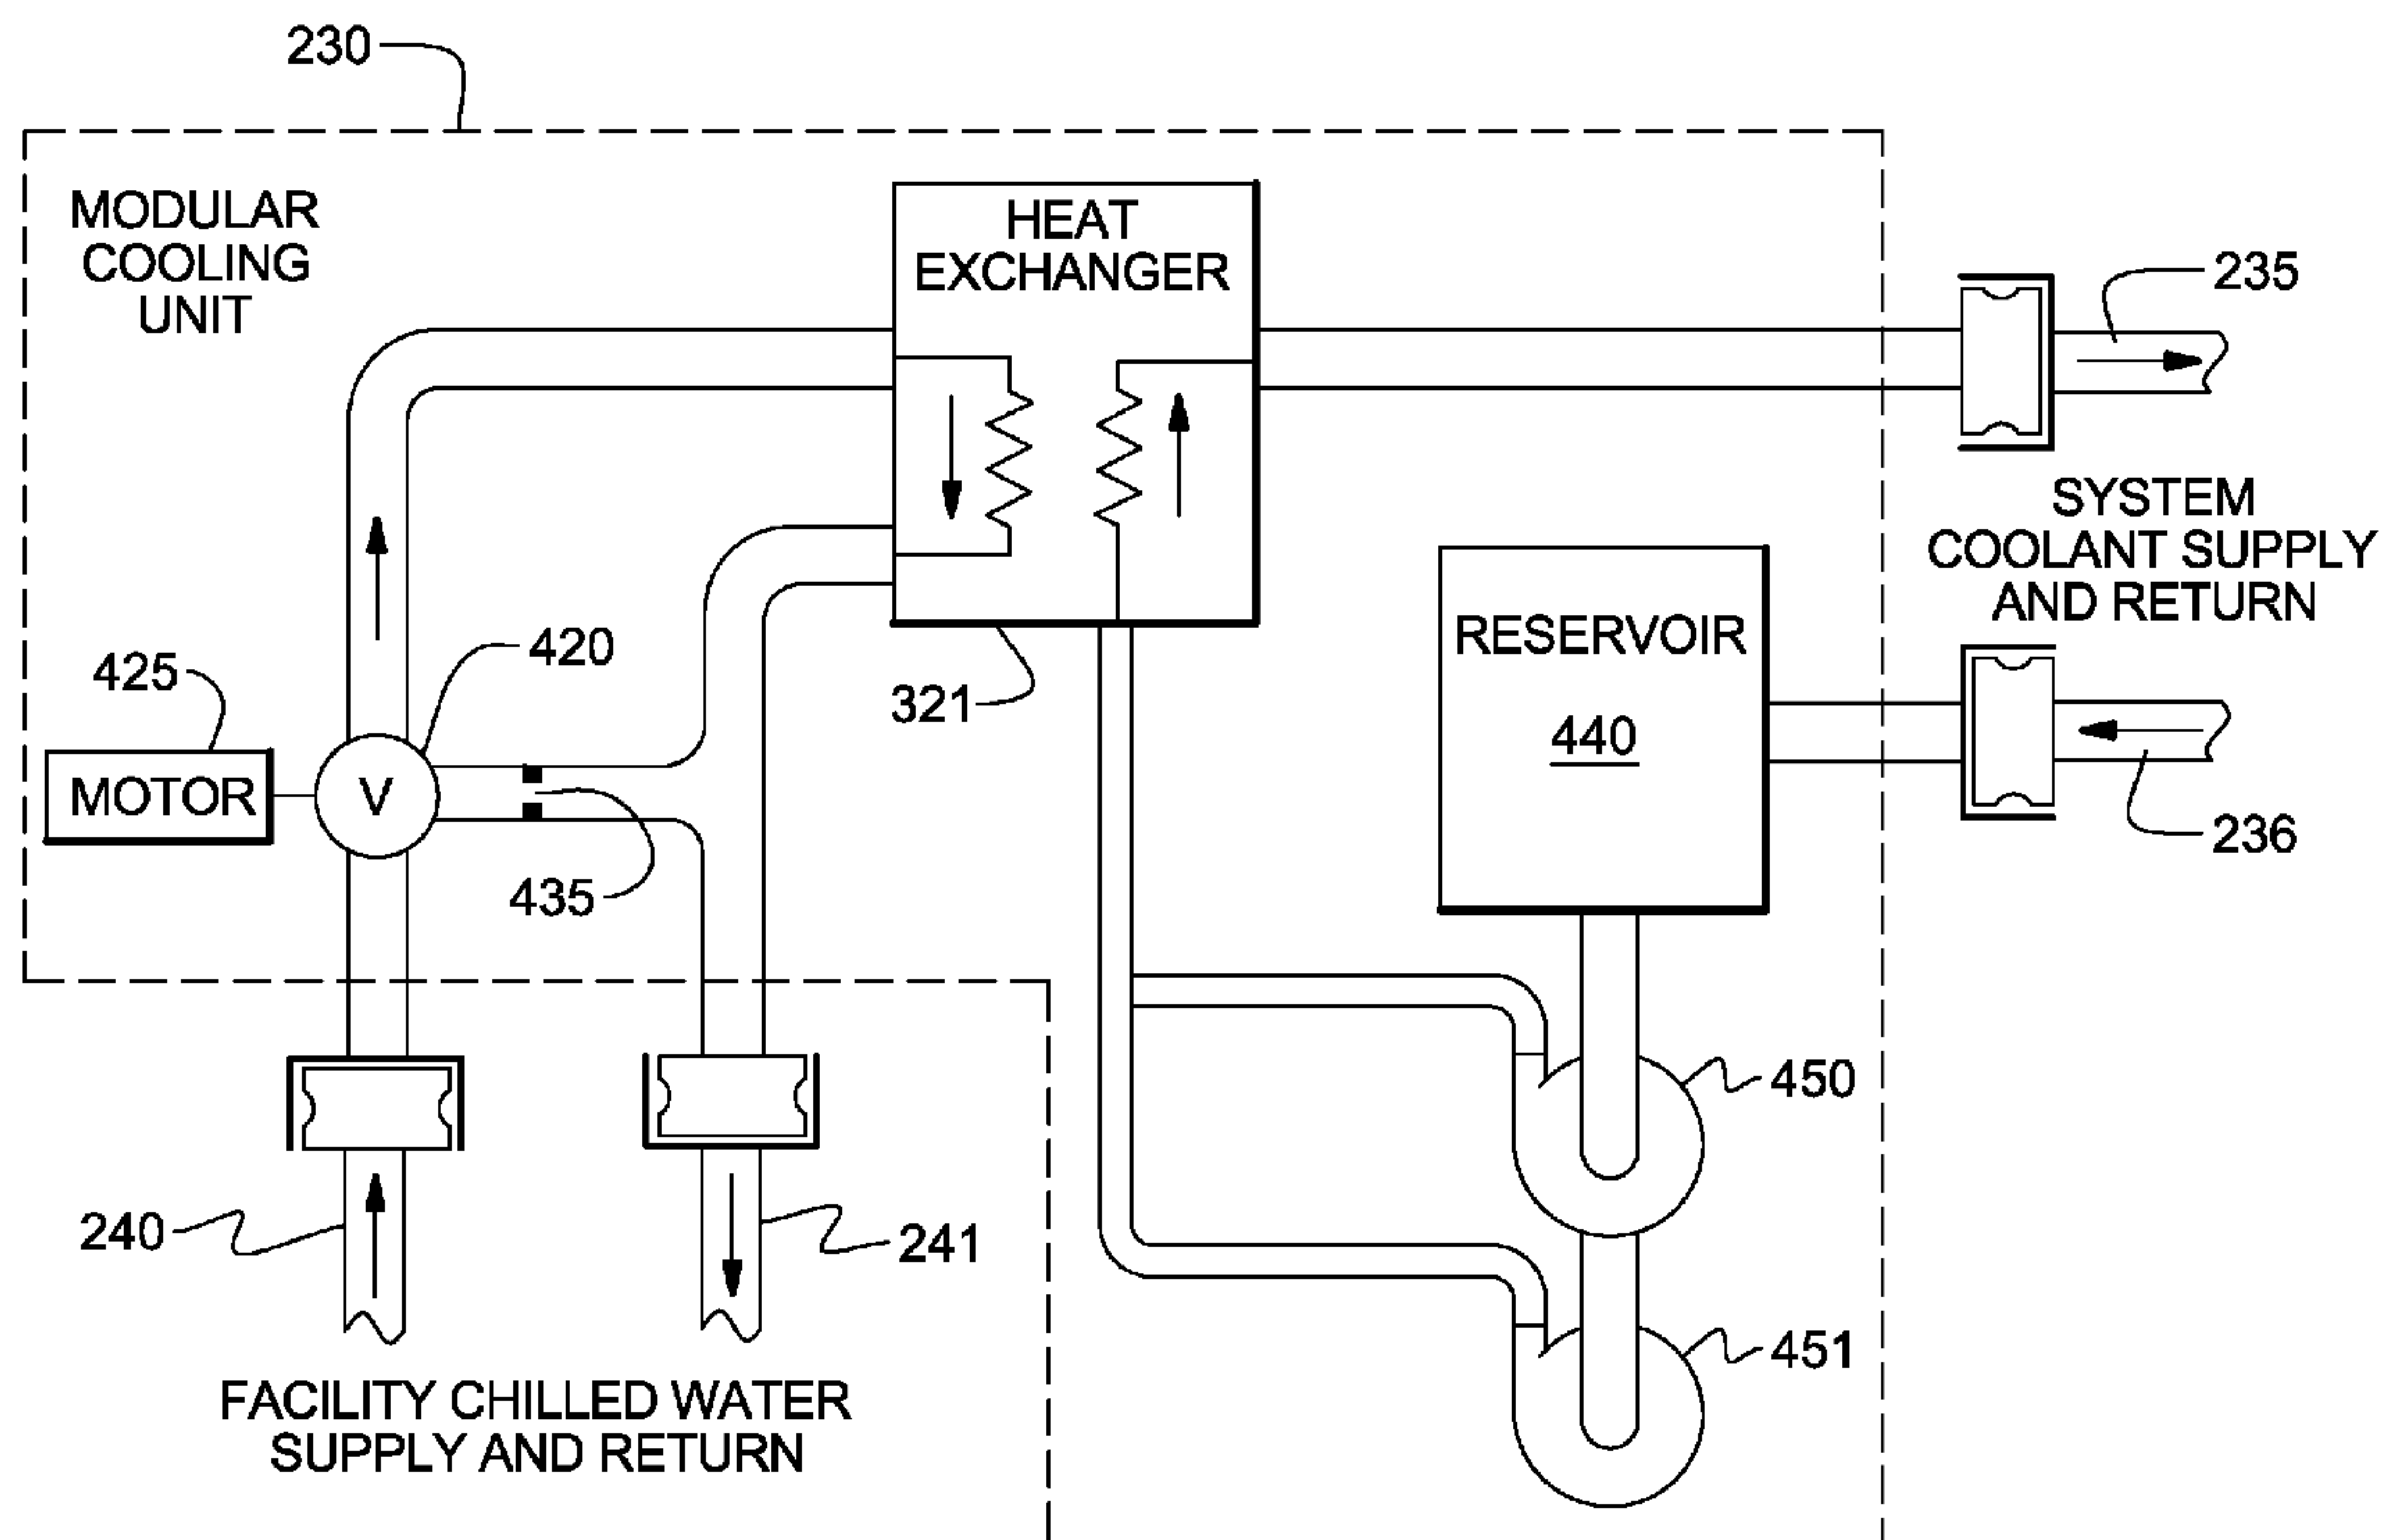 230
MODULAR
COOLING
UNIT
HEAT
EXCHANGER
235
SYSTEM
COOLANT SUPPLY
AND RETURN
RESERVOIR
440
420
425
321
MOTOR
V
435
236
450
240
241
451
FACILITY CHILLED WATER
SUPPLY AND RETURN